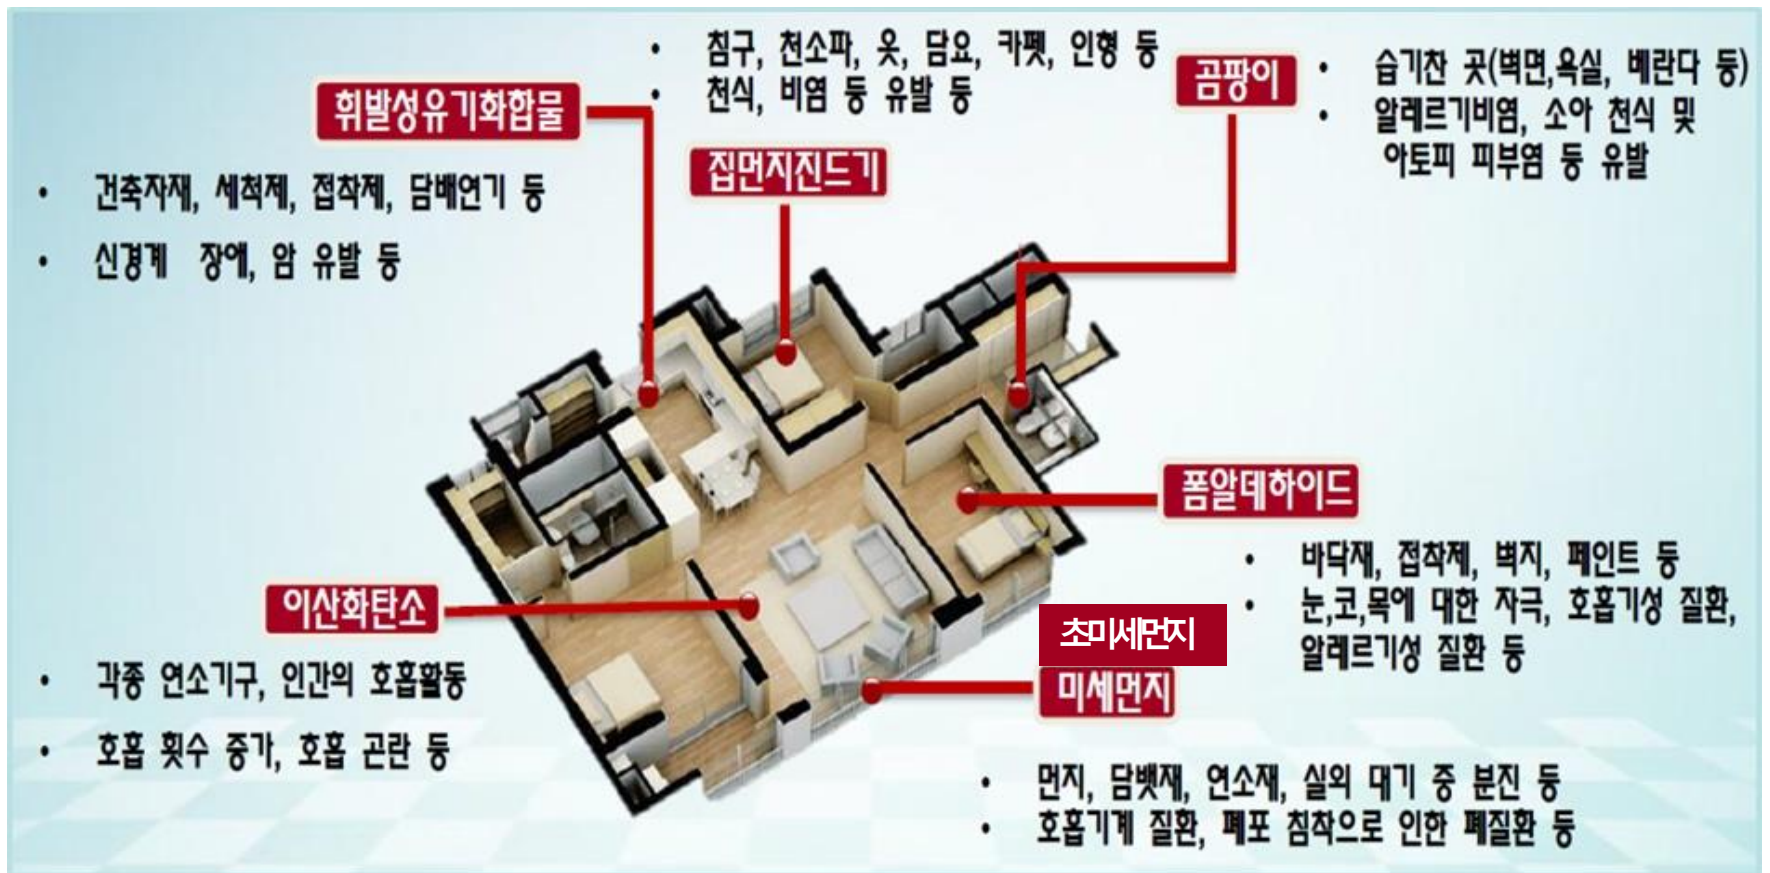 휘발성유기화합물
• 건축자재, 세척제, 접착제, 담배연기 등
• 신경계 장애, 암 유발 등
• 침구, 천소파, 옷, 담요, 카펫, 인형 등
• 천식, 비염 등 유발 등
집먼지진드기
곰팡이
• 습기찬 곳(벽면,욕실, 베란다 등)
• 알레르기비염, 소아 천식 및
아토피 피부염 등 유발
폼알데하이드
• 바닥재, 접착제, 벽지, 페인트 등
• 눈,코,목에 대한 자극, 호흡기성 질환,
알레르기성 질환 등
이산화탄소
• 각종 연소기구, 인간의 호흡활동
• 호흡 횟수 증가, 호흡 곤란 등
초미세먼지
미세먼지
• 먼지, 담뱃재, 연소재, 실외 대기 중 분진 등
• 호흡기계 질환, 폐포 침착으로 인한 폐질환 등